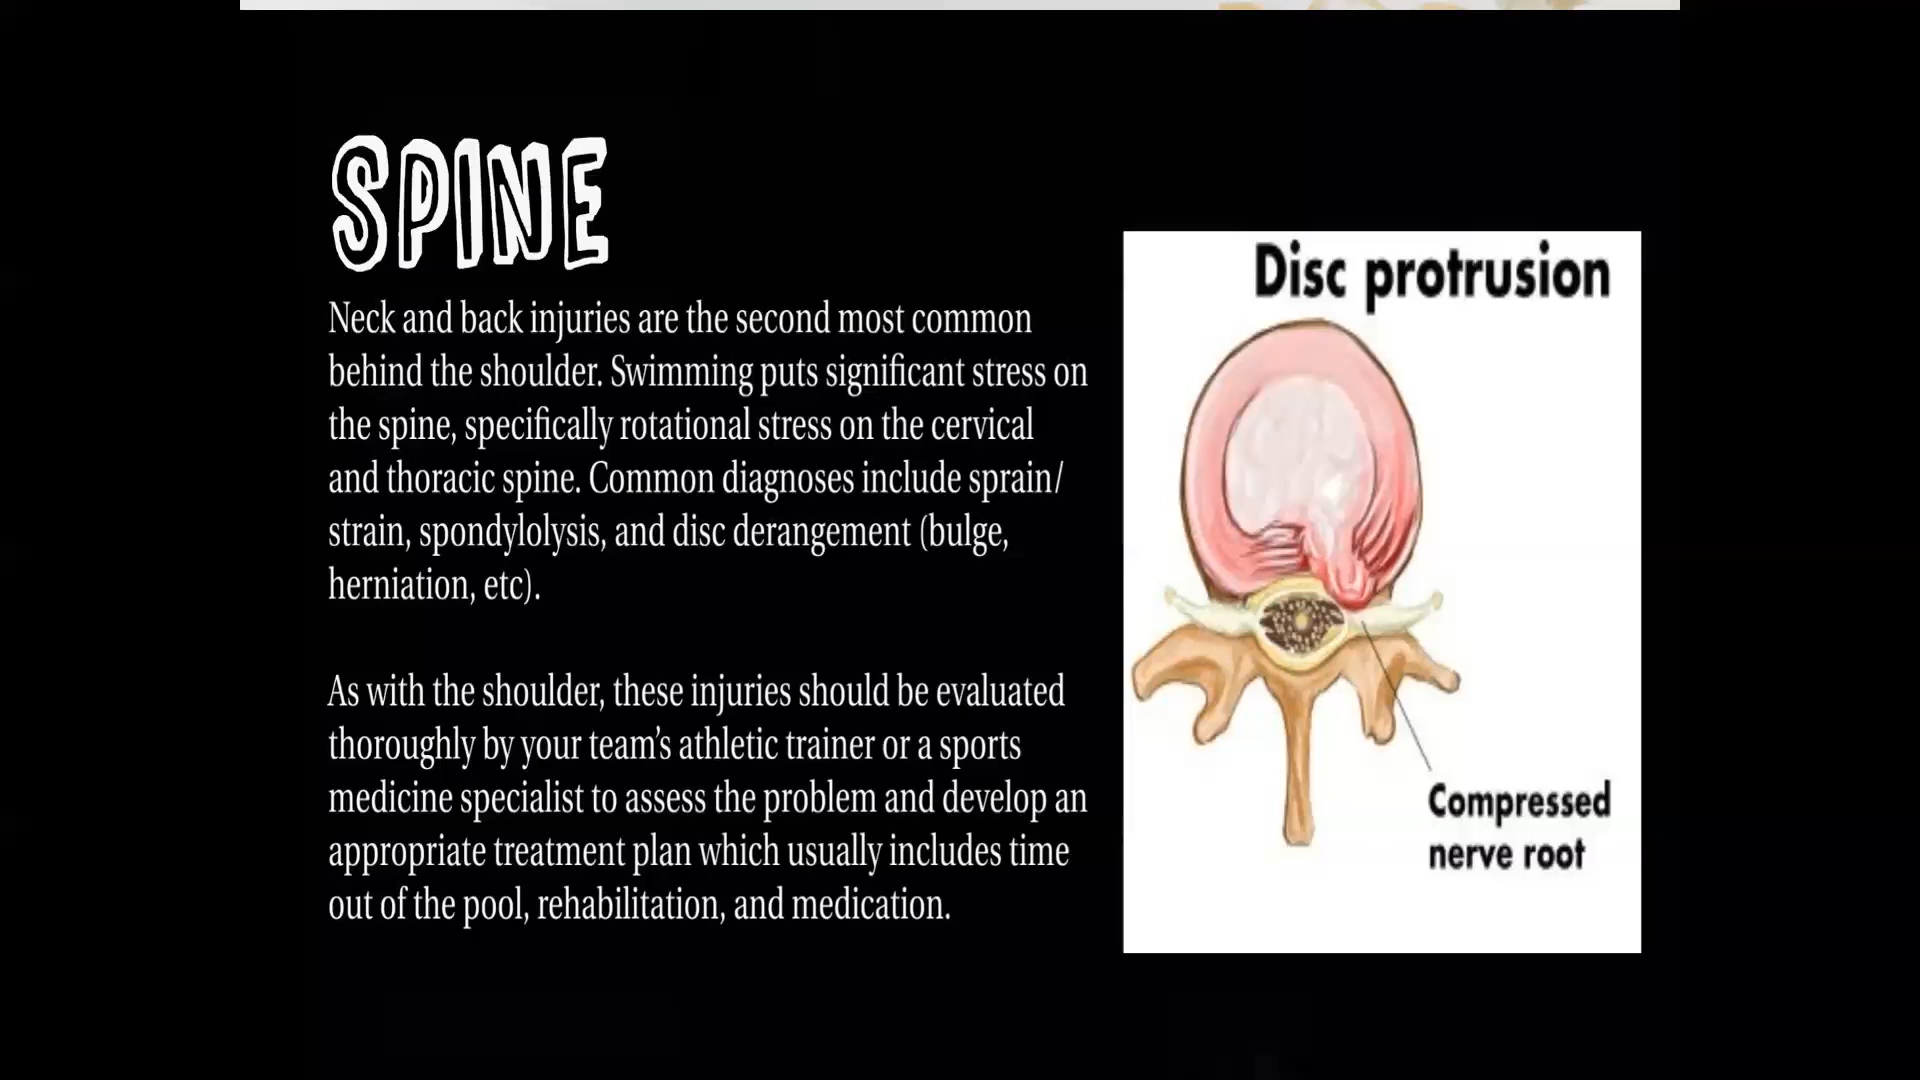 SPINE
Neck and back injuries are the second most common
behind the shoulder. Swimming puts significant stress on
the spine, specifically rotational stress on the cervical
and thoracic spine. Common diagnoses include sprain/
strain, spondylolysis, and disc derangement (bulge,
herniation, etc).
As with the shoulder, these injuries should be evaluated
thoroughly by your team’s athletic trainer or a sports
medicine specialist to assess the problem and develop an
appropriate treatment plan which usually includes time
out of the pool, rehabilitation, and medication.
Disc protrusion
Compressed
nerve root